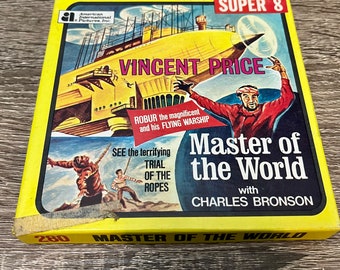 SUPER 8
a
American
International
Pictures, Inc.
VINCENT PRICE
ROBUR the magnificent
and his FLYING WARSHIP
SEE the terrifying
TRIAL
OF THE
ROPES
Master of
the World
with
CHARLES BRONSON
280 MASTER OF THE WORLD